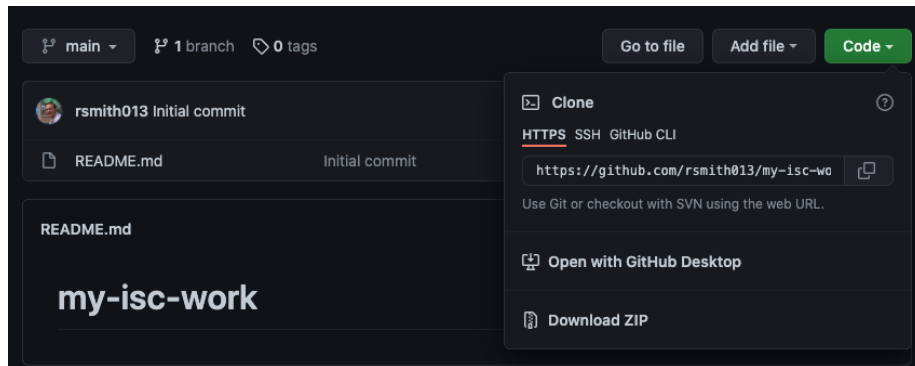 main 1 branch 0 tags Go to file Add file Code
rsmith013 Initial commit
README.md Initial commit
README.md
my-isc-work
Clone
HTTPS SSH GitHub CLI
https://github.com/rsmith013/my-isc-wo
Use Git or checkout with SVN using the web URL.
Open with GitHub Desktop
Download ZIP